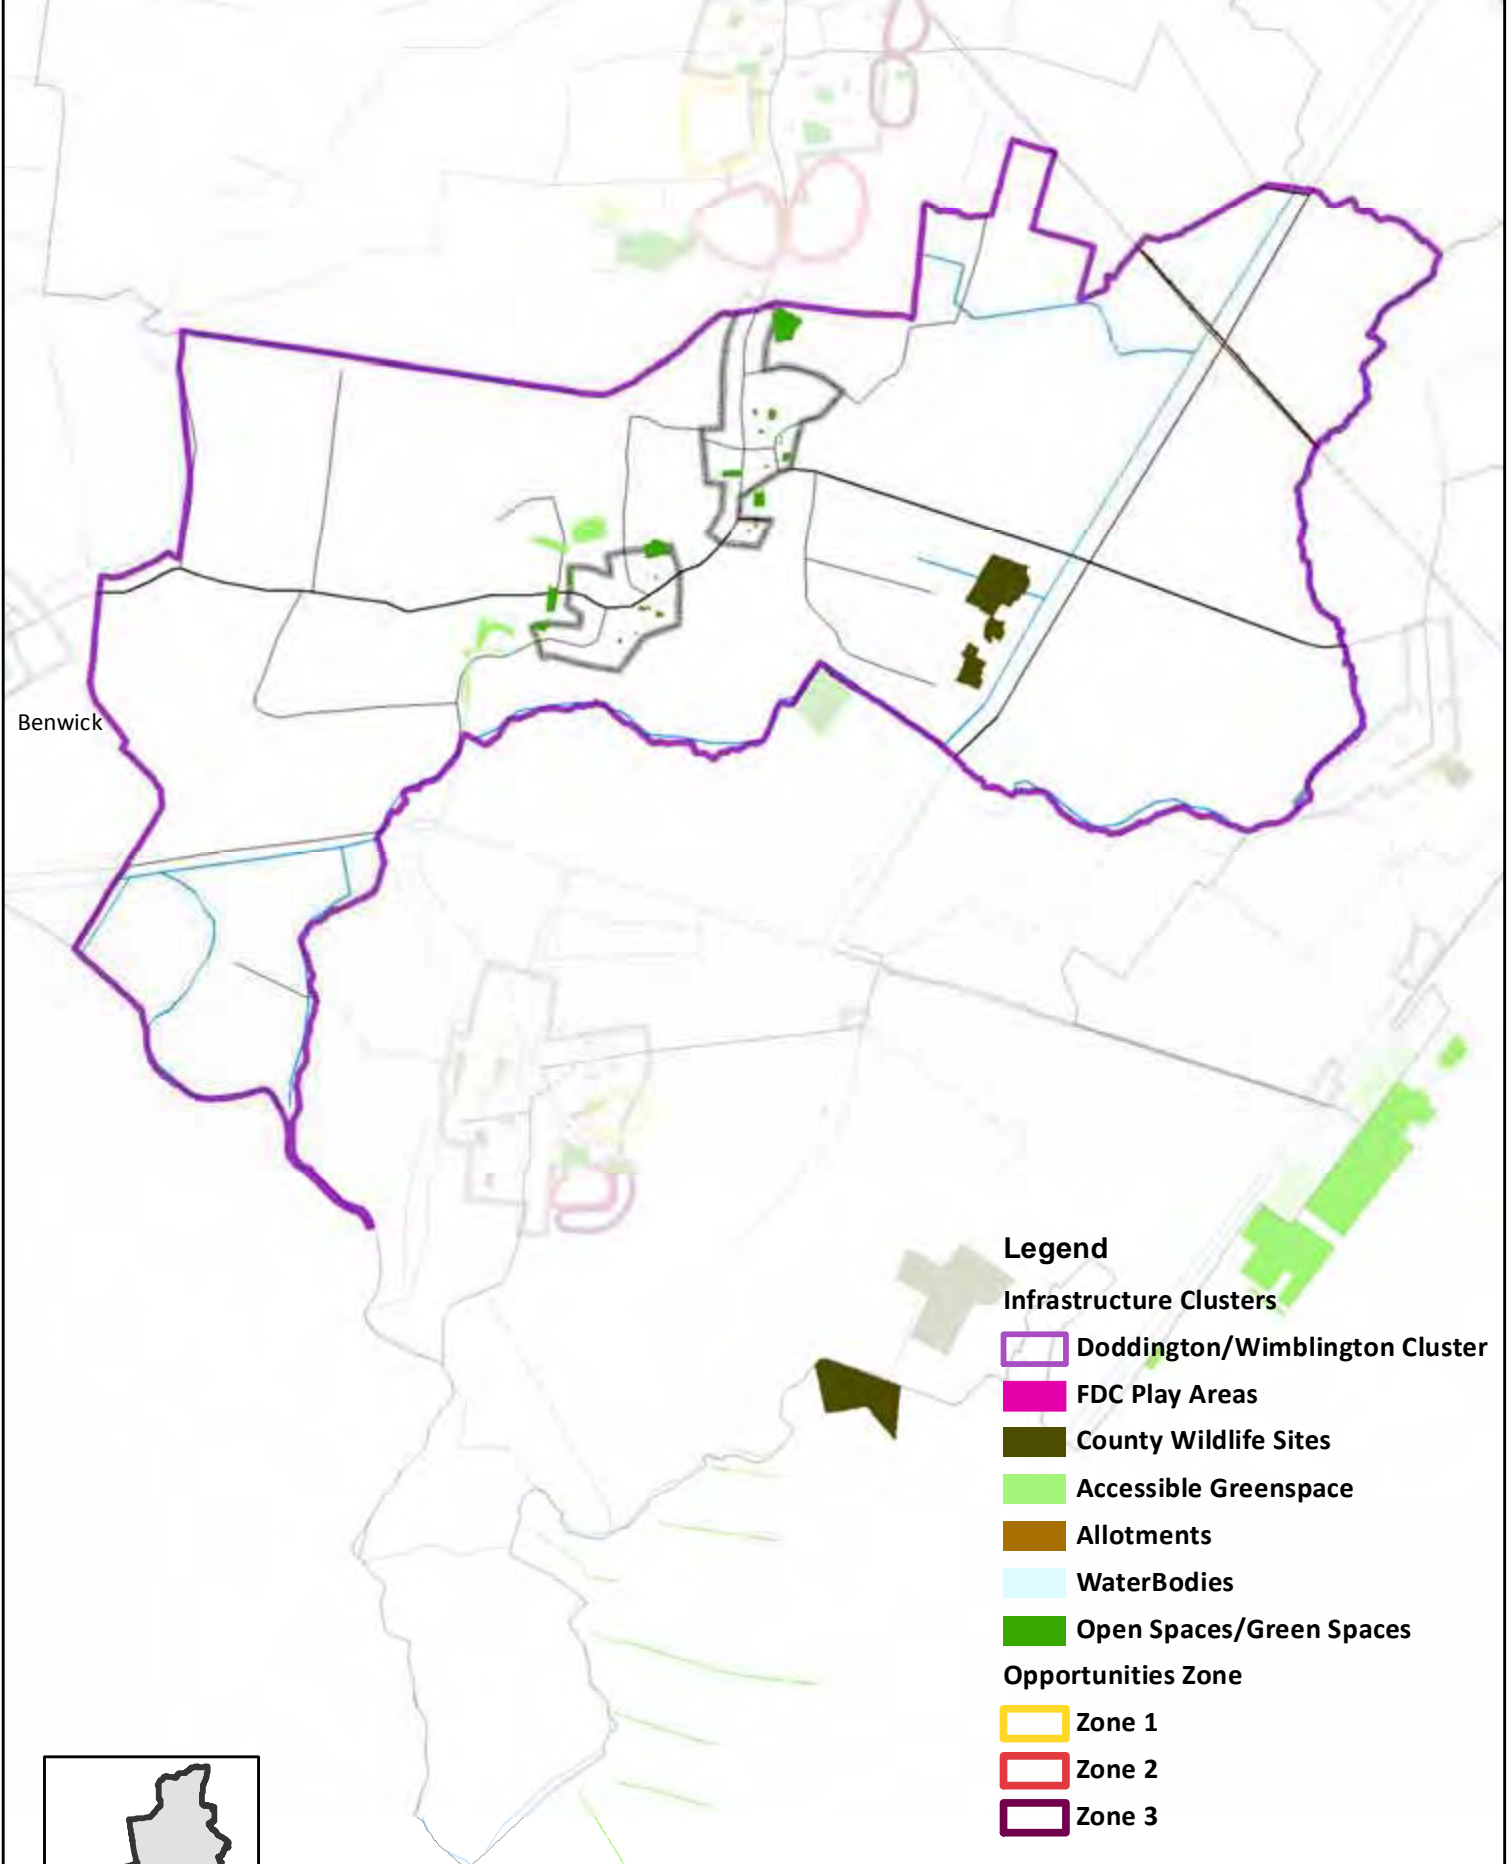 Benwick
Legend
Infrastructure Clusters
Doddington/Wimblington Cluster
FDC Play Areas
County Wildlife Sites
Accessible Greenspace
Allotments
WaterBodies
Open Spaces/Green Spaces
Opportunities Zone
Zone 1
Zone 2
Zone 3